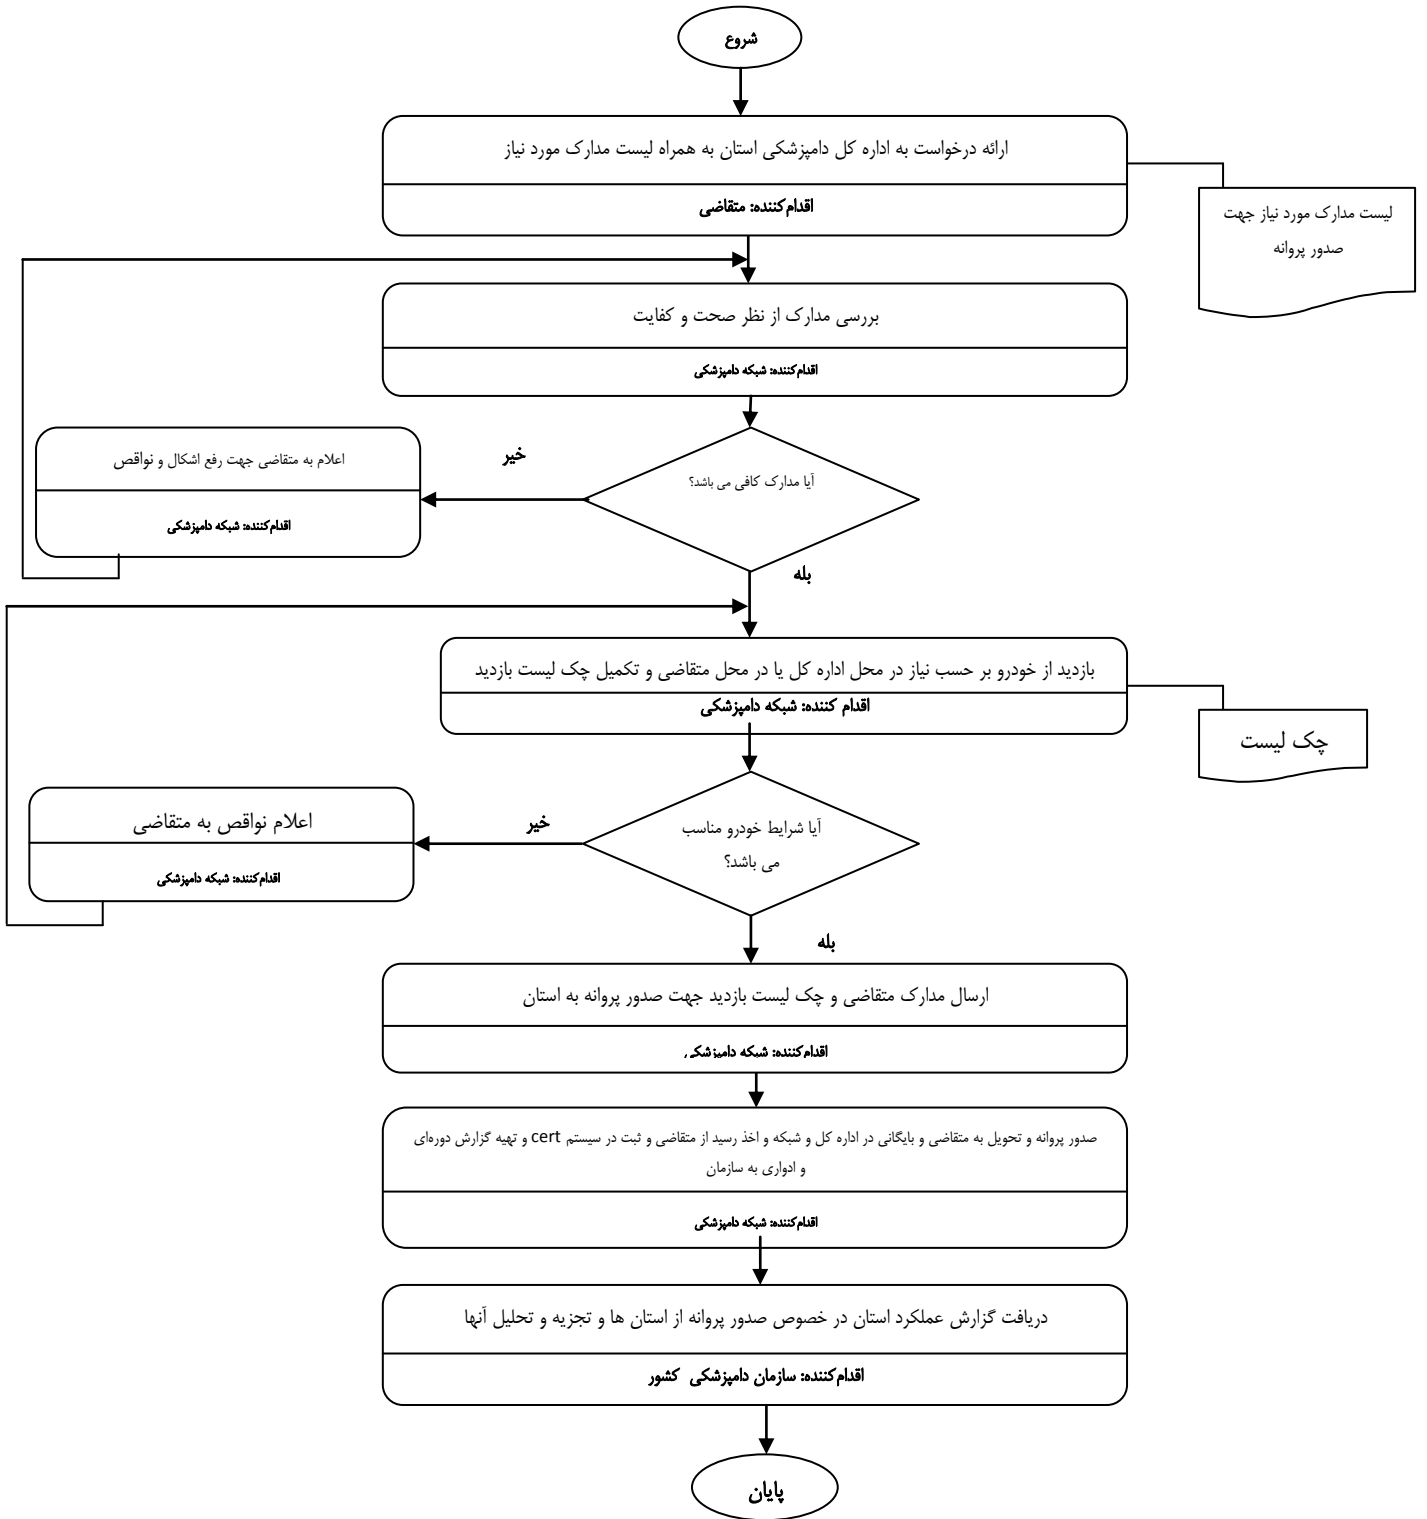 شروع
ارائه درخواست به اداره کل دامپزشکی استان به همراه لیست مدارک مورد نیاز
اقدام‌کننده: متقاضی
لیست مدارک مورد نیاز جهت
صدور پروانه
بررسی مدارک از نظر صحت و کفایت
اقدام‌کننده: شبکه دامپزشکی
آیا مدارک کافی می باشد؟
خیر
اعلام به متقاضی جهت رفع اشکال و نواقص
اقدام‌کننده: شبکه دامپزشکی
بله
بازدید از خودرو بر حسب نیاز در محل اداره کل یا در محل متقاضی و تکمیل چک لیست بازدید
اقدام کننده: شبکه دامپزشکی
چک لیست
آیا شرایط خودرو مناسب
می باشد؟
خیر
اعلام نواقص به متقاضی
اقدام‌کننده: شبکه دامپزشکی
بله
ارسال مدارک متقاضی و چک لیست بازدید جهت صدور پروانه به استان
اقدام‌کننده: شبکه دامپزشکی
صدور پروانه و تحویل به متقاضی و بایگانی در اداره کل و شبکه و اخذ رسید از متقاضی و ثبت در سیستم cert و تهیه گزارش دوره‌ای
و ادواری به سازمان
اقدام‌کننده: شبکه دامپزشکی
دریافت گزارش عملکرد استان در خصوص صدور پروانه از استان ها و تجزیه و تحلیل آنها
اقدام‌کننده: سازمان دامپزشکی کشور
پایان